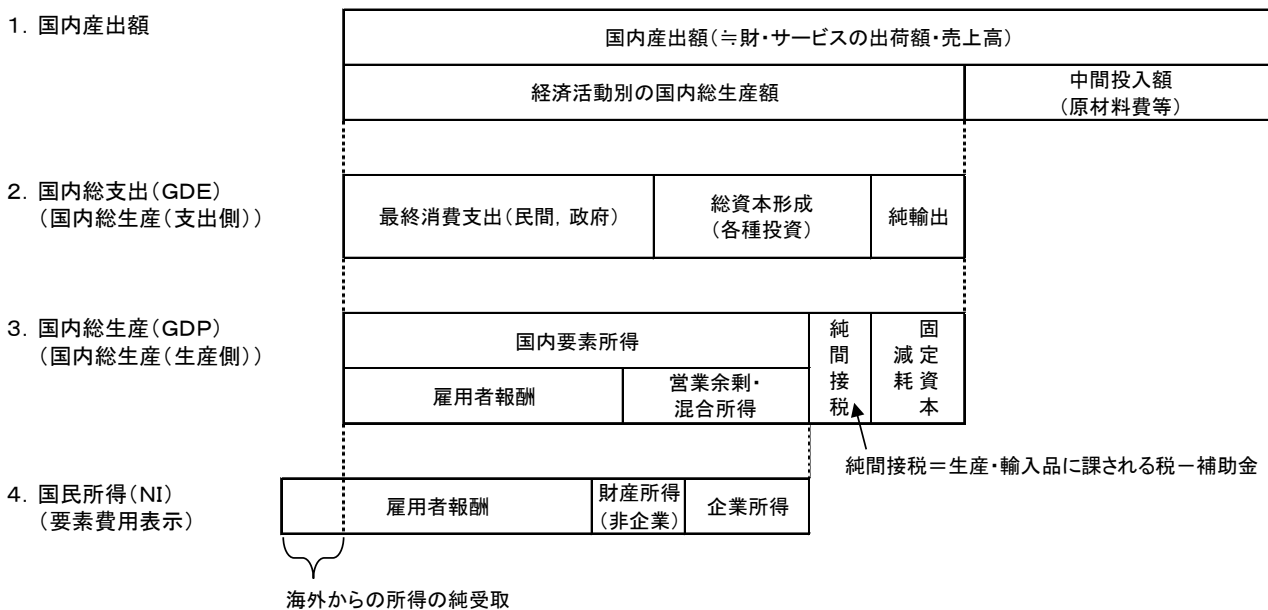 1．国内産出額
国内産出額（≒財・サービスの出荷額・売上高）
経済活動別の国内総生産額
中間投入額
（原材料費等）
2．国内総支出（GDE）
（国内総生産（支出側））
最終消費支出（民間，政府）
総資本形成
（各種投資）
純輸出
3．国内総生産（GDP）
（国内総生産（生産側））
国内要素所得
雇用者報酬
営業余剰・
混合所得
純間接税
固定資本
減耗
純間接税＝生産・輸入品に課される税－補助金
4．国民所得（NI）
（要素費用表示）
雇用者報酬
財産所得
（非企業）
企業所得
海外からの所得の純受取